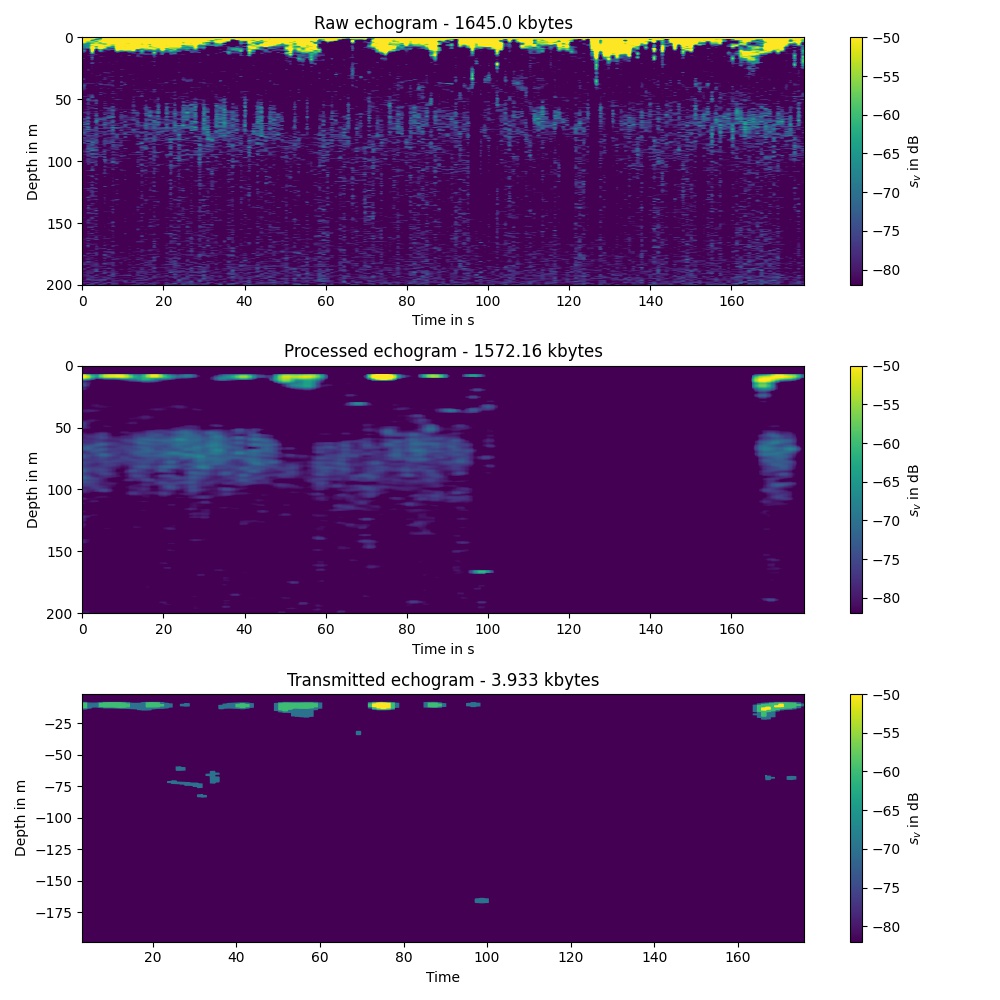 Raw echogram - 1645.0 kbytes
0
50
100
150
200
Depth in m
0 20 40 60 80 100 120 140 160
Time in s
−50
−55
−60
−65
−70
−75
−80
s_v in dB
Processed echogram - 1572.16 kbytes
0
50
100
150
200
Depth in m
0 20 40 60 80 100 120 140 160
Time in s
−50
−55
−60
−65
−70
−75
−80
s_v in dB
Transmitted echogram - 3.933 kbytes
−25
−50
−75
−100
−125
−150
−175
Depth in m
20 40 60 80 100 120 140 160
Time
−50
−55
−60
−65
−70
−75
−80
s_v in dB